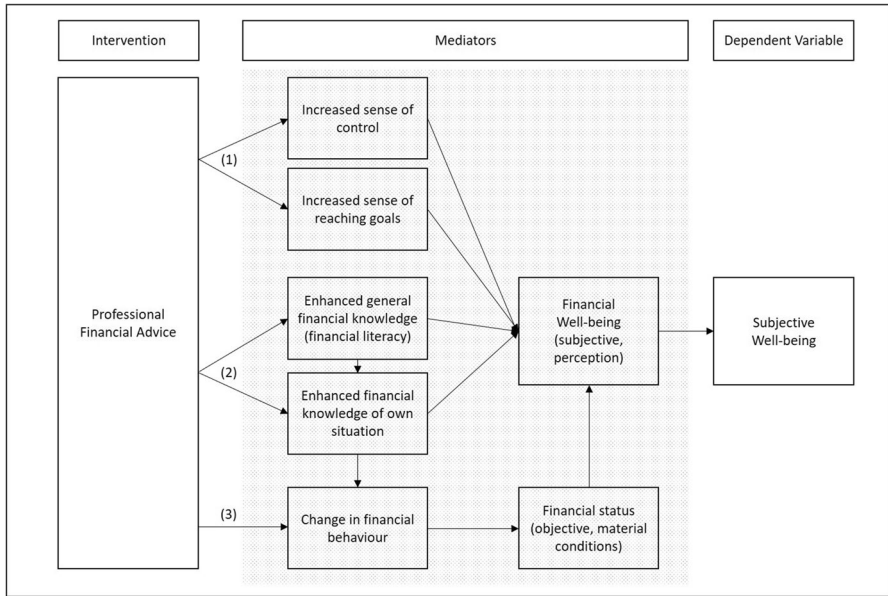 Intervention
Mediators
Dependent Variable
Professional
Financial Advice
(1)
Increased sense of
control
Increased sense of
reaching goals
(2)
Enhanced general
financial knowledge
(financial literacy)
Enhanced financial
knowledge of own
situation
(3)
Change in financial
behaviour
Financial
Well-being
(subjective,
perception)
Financial status
(objective, material
conditions)
Subjective
Well-being